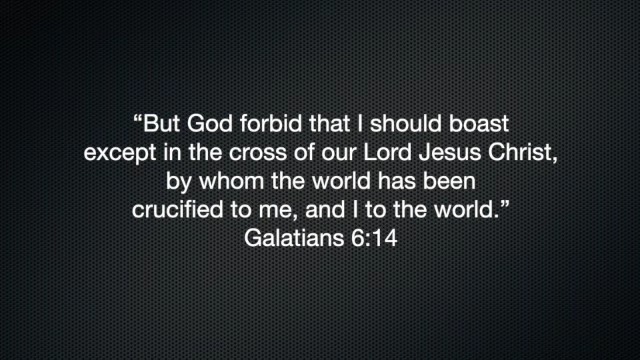 “But God forbid that I should boast
except in the cross of our Lord Jesus Christ,
by whom the world has been
crucified to me, and I to the world.”
Galatians 6:14